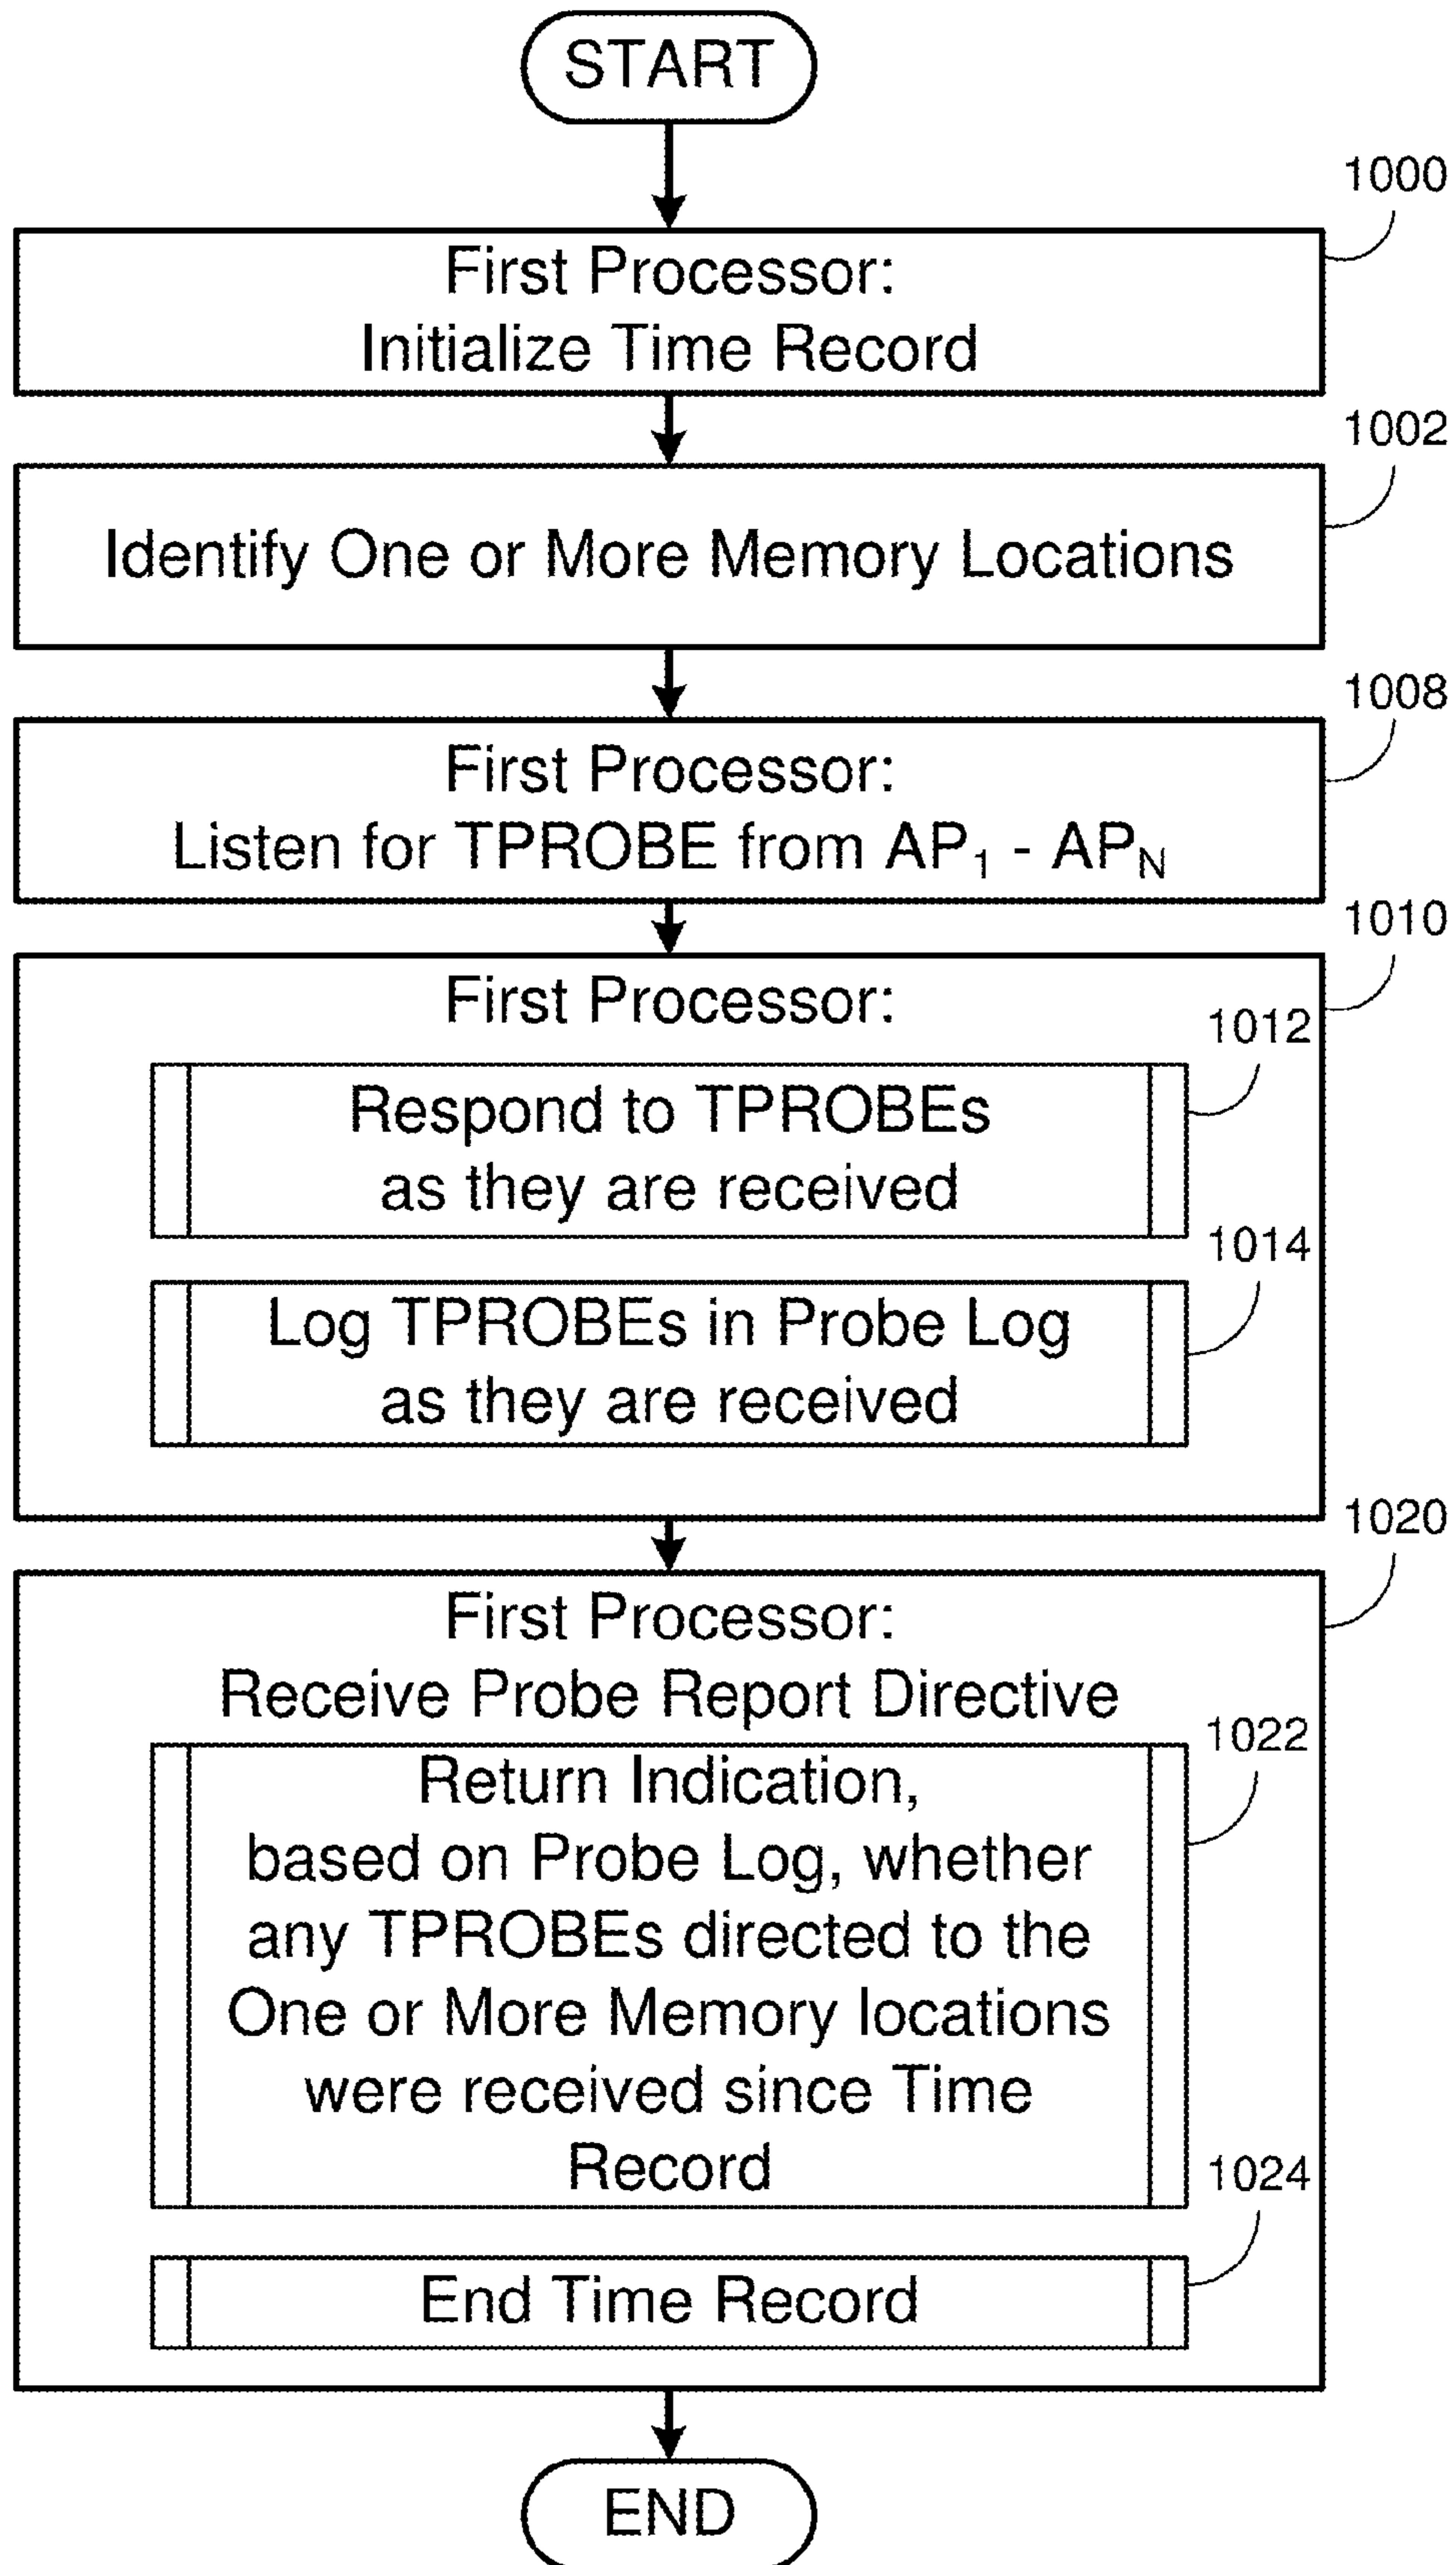 START
1000
First Processor:
Initialize Time Record
1002
Identify One or More Memory Locations
1008
First Processor:
Listen for TPROBE from AP₁ - APN
1010
First Processor:
1012
Respond to TPROBEs
as they are received
1014
Log TPROBEs in Probe Log
as they are received
1020
First Processor:
Receive Probe Report Directive
1022
Return Indication,
based on Probe Log, whether
any TPROBEs directed to the
One or More Memory locations
were received since Time
Record
1024
End Time Record
END